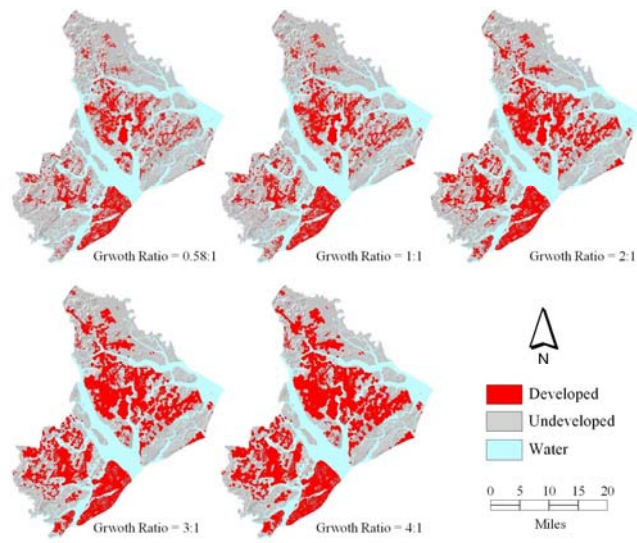 Grwoth Ratio = 0.58:1
Grwoth Ratio = 1:1
Grwoth Ratio = 2:1
N
Developed
Undeveloped
Water
0 5 10 15 20
Miles
Grwoth Ratio = 3:1
Grwoth Ratio = 4:1